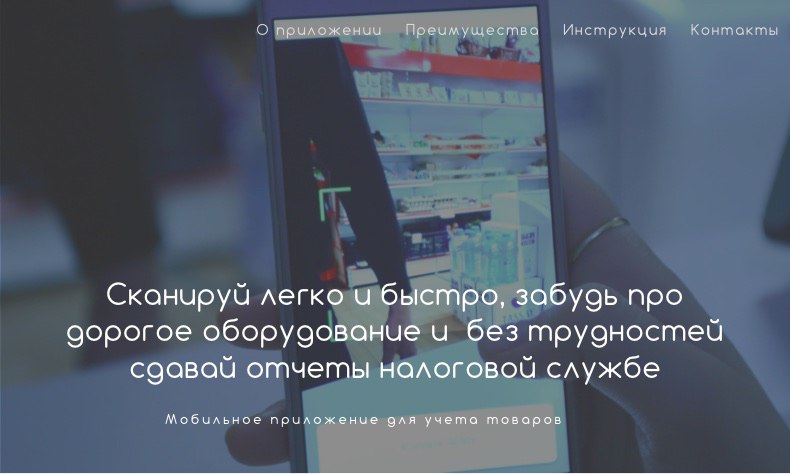 О приложении Преимущества Инструкция Контакты
Сканируй легко и быстро, забудь про
дорогое оборудование и без трудностей
сдавай отчеты налоговой службе
Мобильное приложение для учета товаров